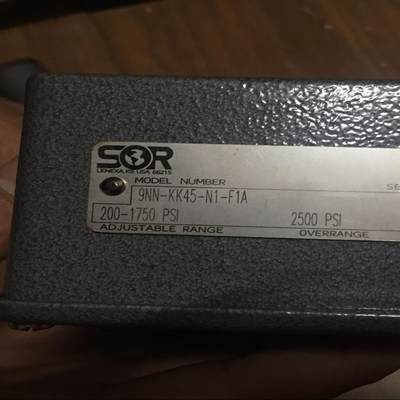 SOR
LENEXA, KS USA 66215
MODEL NUMBER
SE
9NN-KK45-N1-F1A
200-1750 PSI
2500 PSI
ADJUSTABLE RANGE
OVERRANGE